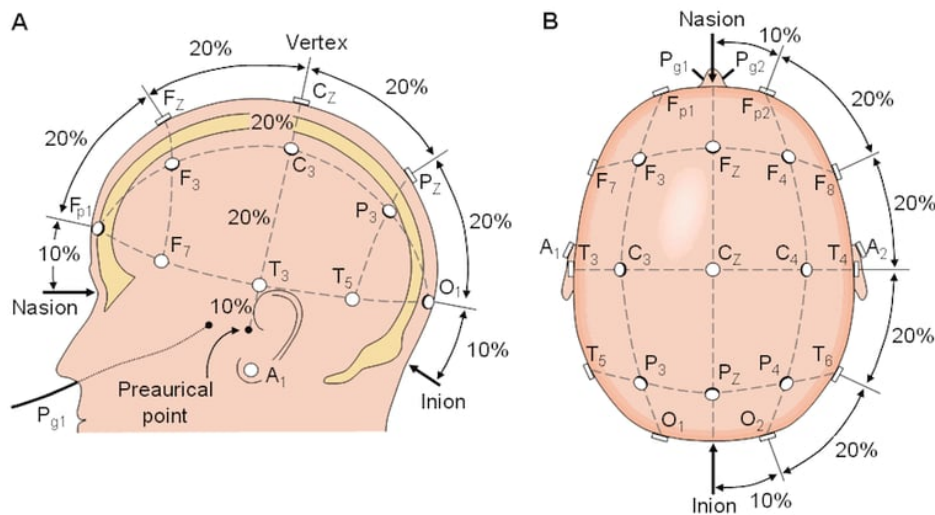 A
B
Vertex
Nasion
20%
20%
10%
FZ
CZ
Pg1
Pg2
20%
20%
20%
Fp1
Fp2
20%
F3
C3
PZ
F7
F3
FZ
F4
F8
Fp1
P3
20%
20%
20%
10%
F7
A1
T3
C3
CZ
C4
T4
A2
T3
T5
O1
Nasion
10%
20%
10%
A1
T5
P3
PZ
P4
T6
Preaurical
point
Inion
O1
O2
20%
Pg1
10%
Inion